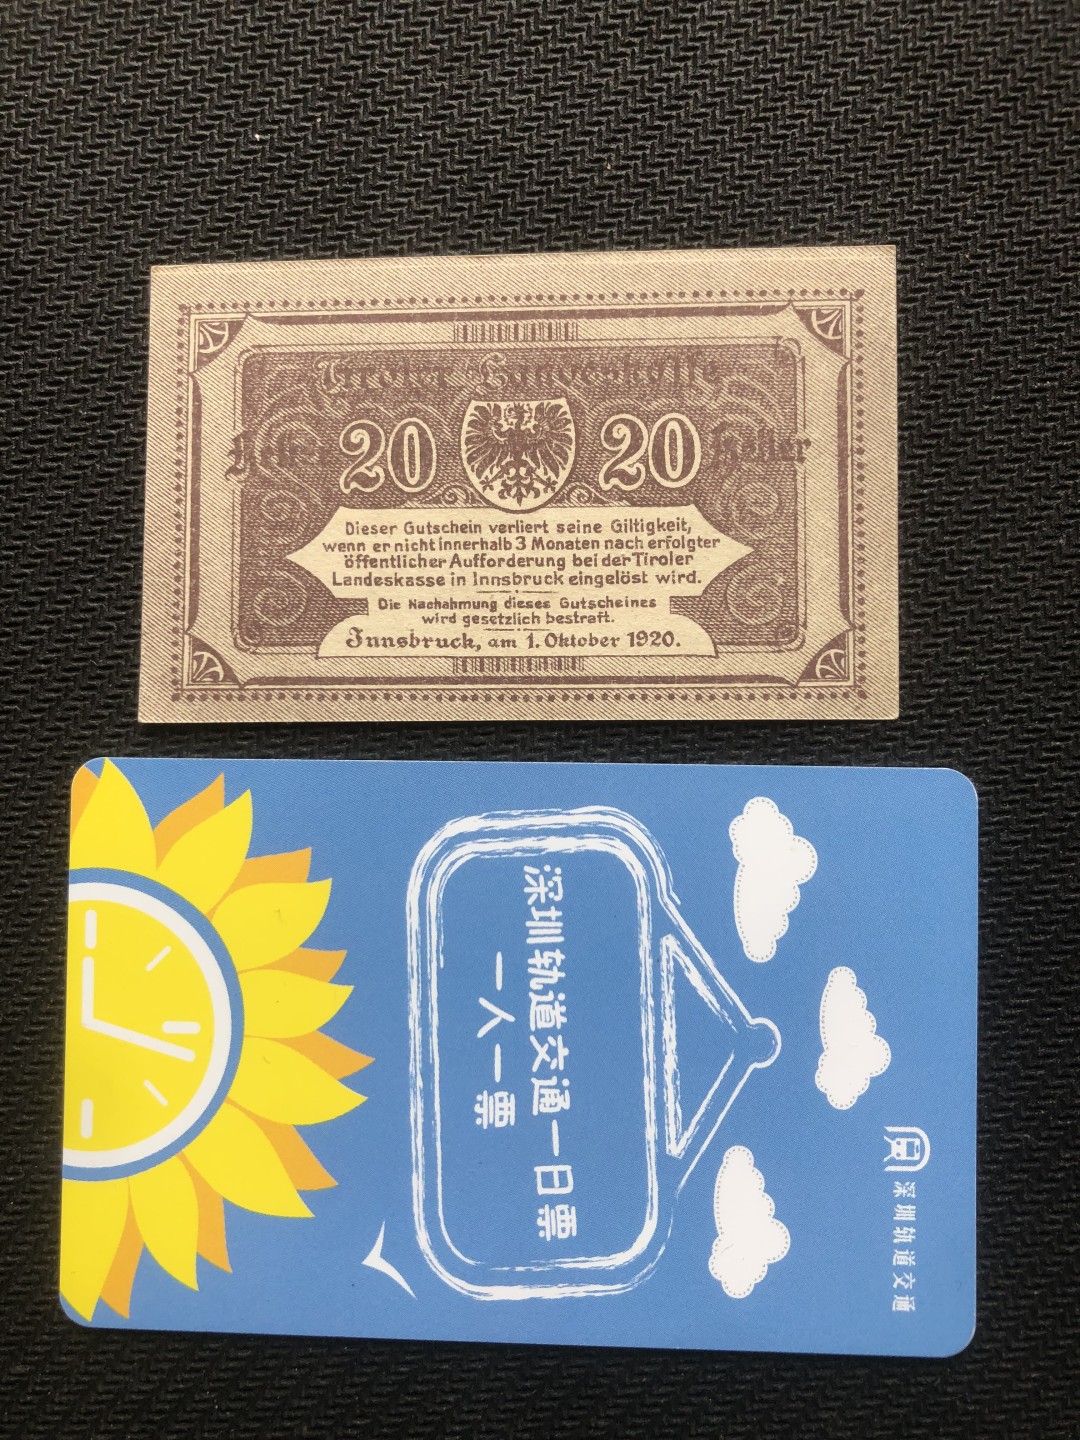 Tiroler Landeskasse
Heller 20 20 Heller
Dieser Gutschein verliert seine Giltigkeit,
wenn er nicht innerhalb 3 Monaten nach erfolgter
öffentlicher Aufforderung bei der Tiroler
Landeskasse in Innsbruck eingelöst wird.
Die Nachahmung dieses Gutscheines
wird gesetzlich bestraft.
Innsbruck, am 1. Oktober 1920.
深圳轨道交通
深圳轨道交通一日票
一人一票